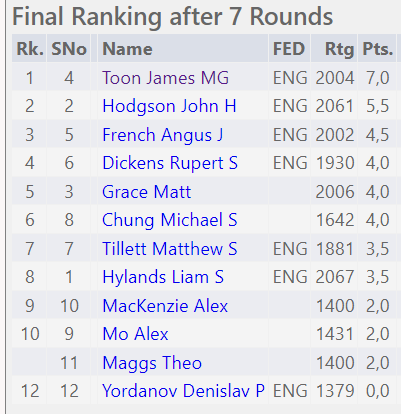 Final Ranking after 7 Rounds
Rk. SNo Name FED Rtg Pts.
1 4 Toon James MG ENG 2004 7,0
2 2 Hodgson John H ENG 2061 5,5
3 5 French Angus J ENG 2002 4,5
4 6 Dickens Rupert S ENG 1930 4,0
5 3 Grace Matt 2006 4,0
6 8 Chung Michael S 1642 4,0
7 7 Tillett Matthew S ENG 1881 3,5
8 1 Hylands Liam S ENG 2067 3,5
9 10 MacKenzie Alex 1400 2,0
10 9 Mo Alex 1431 2,0
11 Maggs Theo 1400 2,0
12 12 Yordanov Denislav P ENG 1379 0,0